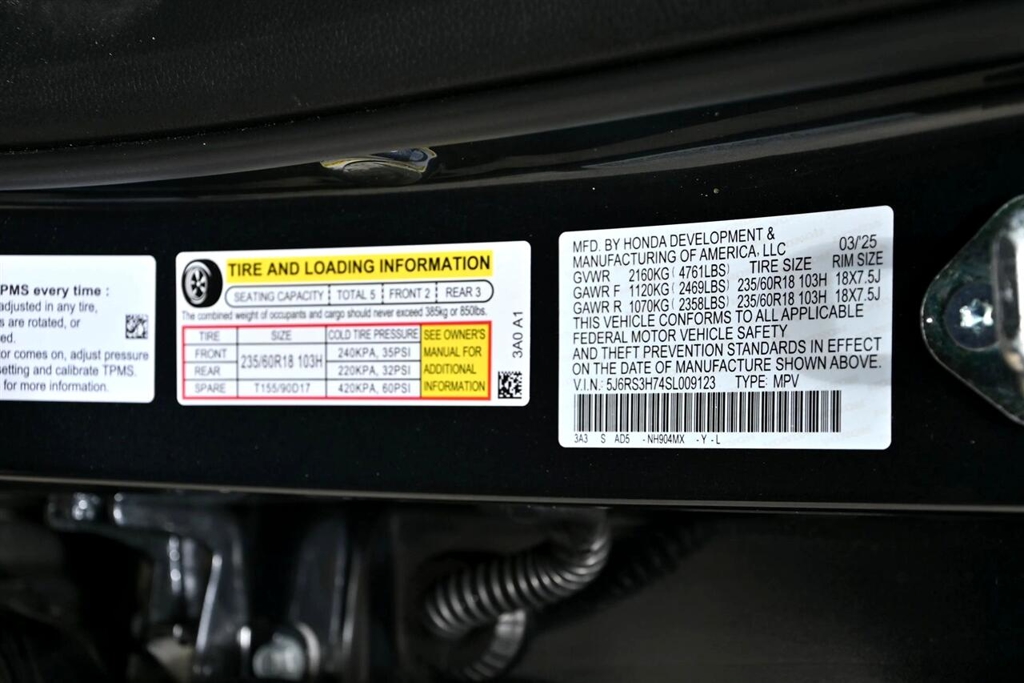 PMS every time :
adjusted in any tire,
s are rotated, or
ed.
or comes on, adjust pressure
setting and calibrate TPMS.
for more information.
TIRE AND LOADING INFORMATION
SEATING CAPACITY TOTAL 5 FRONT 2 REAR 3
The combined weight of occupants and cargo should never exceed 385kg or 850lbs.
TIRE SIZE COLD TIRE PRESSURE
FRONT 235/60R18 103H 240KPA, 35PSI
REAR 220KPA, 32PSI
SPARE T155/90D17 420KPA, 60PSI
SEE OWNER'S
MANUAL FOR
ADDITIONAL
INFORMATION
3A0 A1
MFD. BY HONDA DEVELOPMENT &
MANUFACTURING OF AMERICA, LLC 03/'25
GVWR 2160KG(4761LBS) TIRE SIZE RIM SIZE
GAWR F 1120KG(2469LBS) 235/60R18 103H 18X7.5J
GAWR R 1070KG(2358LBS) 235/60R18 103H 18X7.5J
THIS VEHICLE CONFORMS TO ALL APPLICABLE
FEDERAL MOTOR VEHICLE SAFETY
AND THEFT PREVENTION STANDARDS IN EFFECT
ON THE DATE OF MANUFACTURE SHOWN ABOVE.
V.I.N.: 5J6RS3H74SL009123 TYPE: MPV
3A3 S AD5 -NH904MX -Y-L